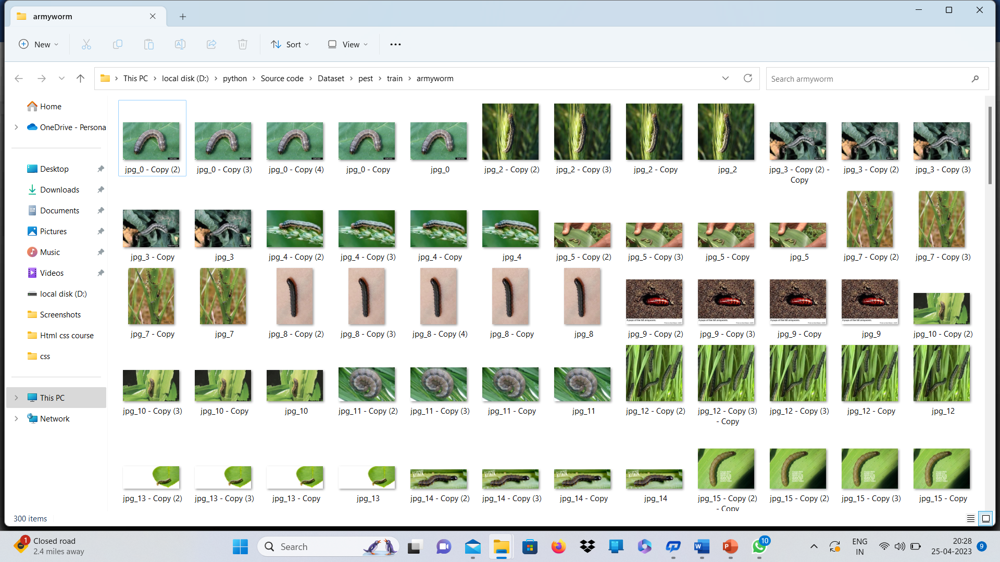 armyworm
New
Sort
View
This PC
local disk (D:)
python
Source code
Dataset
pest
train
armyworm
Search armyworm
Home
OneDrive - Persona
Desktop
Downloads
Documents
Pictures
Music
Videos
local disk (D:)
Screenshots
Html css course
css
This PC
Network
jpg_0 - Copy (2)
jpg_0 - Copy (3)
jpg_0 - Copy (4)
jpg_0 - Copy
jpg_0
jpg_2 - Copy (2)
jpg_2 - Copy (3)
jpg_2 - Copy
jpg_2
jpg_3 - Copy (2) -
Copy
jpg_3 - Copy (2)
jpg_3 - Copy (3)
jpg_3 - Copy
jpg_3
jpg_4 - Copy (2)
jpg_4 - Copy (3)
jpg_4 - Copy
jpg_4
jpg_5 - Copy (2)
jpg_5 - Copy (3)
jpg_5 - Copy
jpg_5
jpg_7 - Copy (2)
jpg_7 - Copy (3)
jpg_7 - Copy
jpg_7
jpg_8 - Copy (2)
jpg_8 - Copy (3)
jpg_8 - Copy (4)
jpg_8 - Copy
jpg_8
jpg_9 - Copy (2)
jpg_9 - Copy (3)
jpg_9 - Copy
jpg_9
jpg_10 - Copy (2)
jpg_10 - Copy (3)
jpg_10 - Copy
jpg_10
jpg_11 - Copy (2)
jpg_11 - Copy (3)
jpg_11 - Copy
jpg_11
jpg_12 - Copy (2)
jpg_12 - Copy (3)
- Copy
jpg_12 - Copy (3)
jpg_12 - Copy
jpg_12
jpg_13 - Copy (2)
jpg_13 - Copy (3)
jpg_13 - Copy
jpg_13
jpg_14 - Copy (2)
jpg_14 - Copy (3)
jpg_14 - Copy
jpg_14
jpg_15 - Copy (2)
- Copy
jpg_15 - Copy (2)
jpg_15 - Copy (3)
jpg_15 - Copy
300 items
1
Closed road
2.4 miles away
Search
W
P
10
ENG
IN
20:28
25-04-2023
9